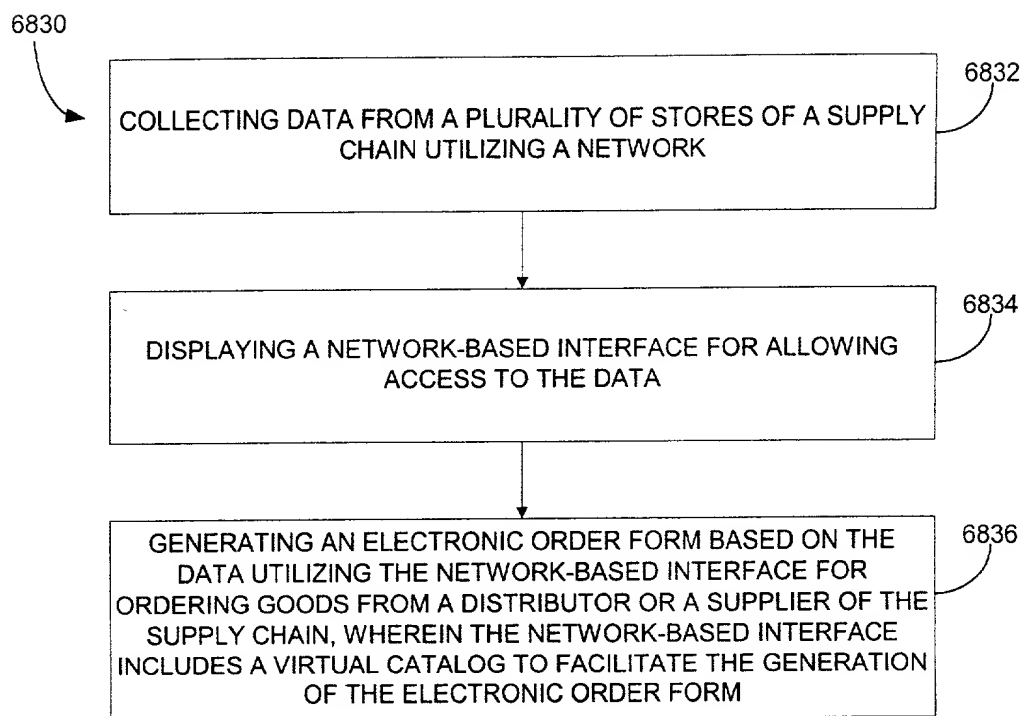 6830
6832
COLLECTING DATA FROM A PLURALITY OF STORES OF A SUPPLY
CHAIN UTILIZING A NETWORK
6834
DISPLAYING A NETWORK-BASED INTERFACE FOR ALLOWING
ACCESS TO THE DATA
6836
GENERATING AN ELECTRONIC ORDER FORM BASED ON THE
DATA UTILIZING THE NETWORK-BASED INTERFACE FOR
ORDERING GOODS FROM A DISTRIBUTOR OR A SUPPLIER OF THE
SUPPLY CHAIN, WHEREIN THE NETWORK-BASED INTERFACE
INCLUDES A VIRTUAL CATALOG TO FACILITATE THE GENERATION
OF THE ELECTRONIC ORDER FORM